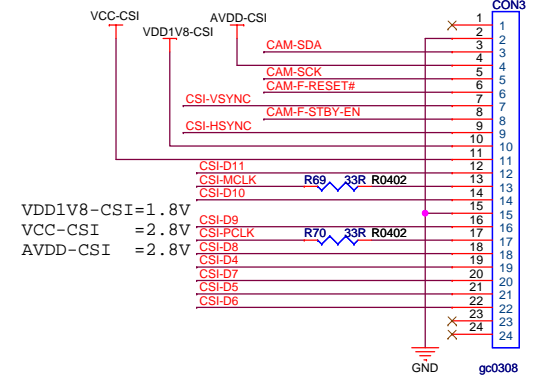 CON3
VCC-CSI
AVDD-CSI
VDD1V8-CSI
1 1
2 2
CAM-SDA 3 3
4 4
CAM-SCK 5 5
CAM-F-RESET# 6 6
CSI-VSYNC 7 7
CAM-F-STBY-EN 8 8
CSI-HSYNC 9 9
10 10
11 11
CSI-D11 12 12
CSI-MCLK R69 33R R0402 13 13
CSI-D10 14 14
15 15
VDD1V8-CSI=1.8V
CSI-D9 16 16
VCC-CSI =2.8V
CSI-PCLK R70 33R R0402 17 17
AVDD-CSI =2.8V
CSI-D8 18 18
CSI-D4 19 19
CSI-D7 20 20
CSI-D5 21 21
CSI-D6 22 22
23 23
24 24
GND
gc0308